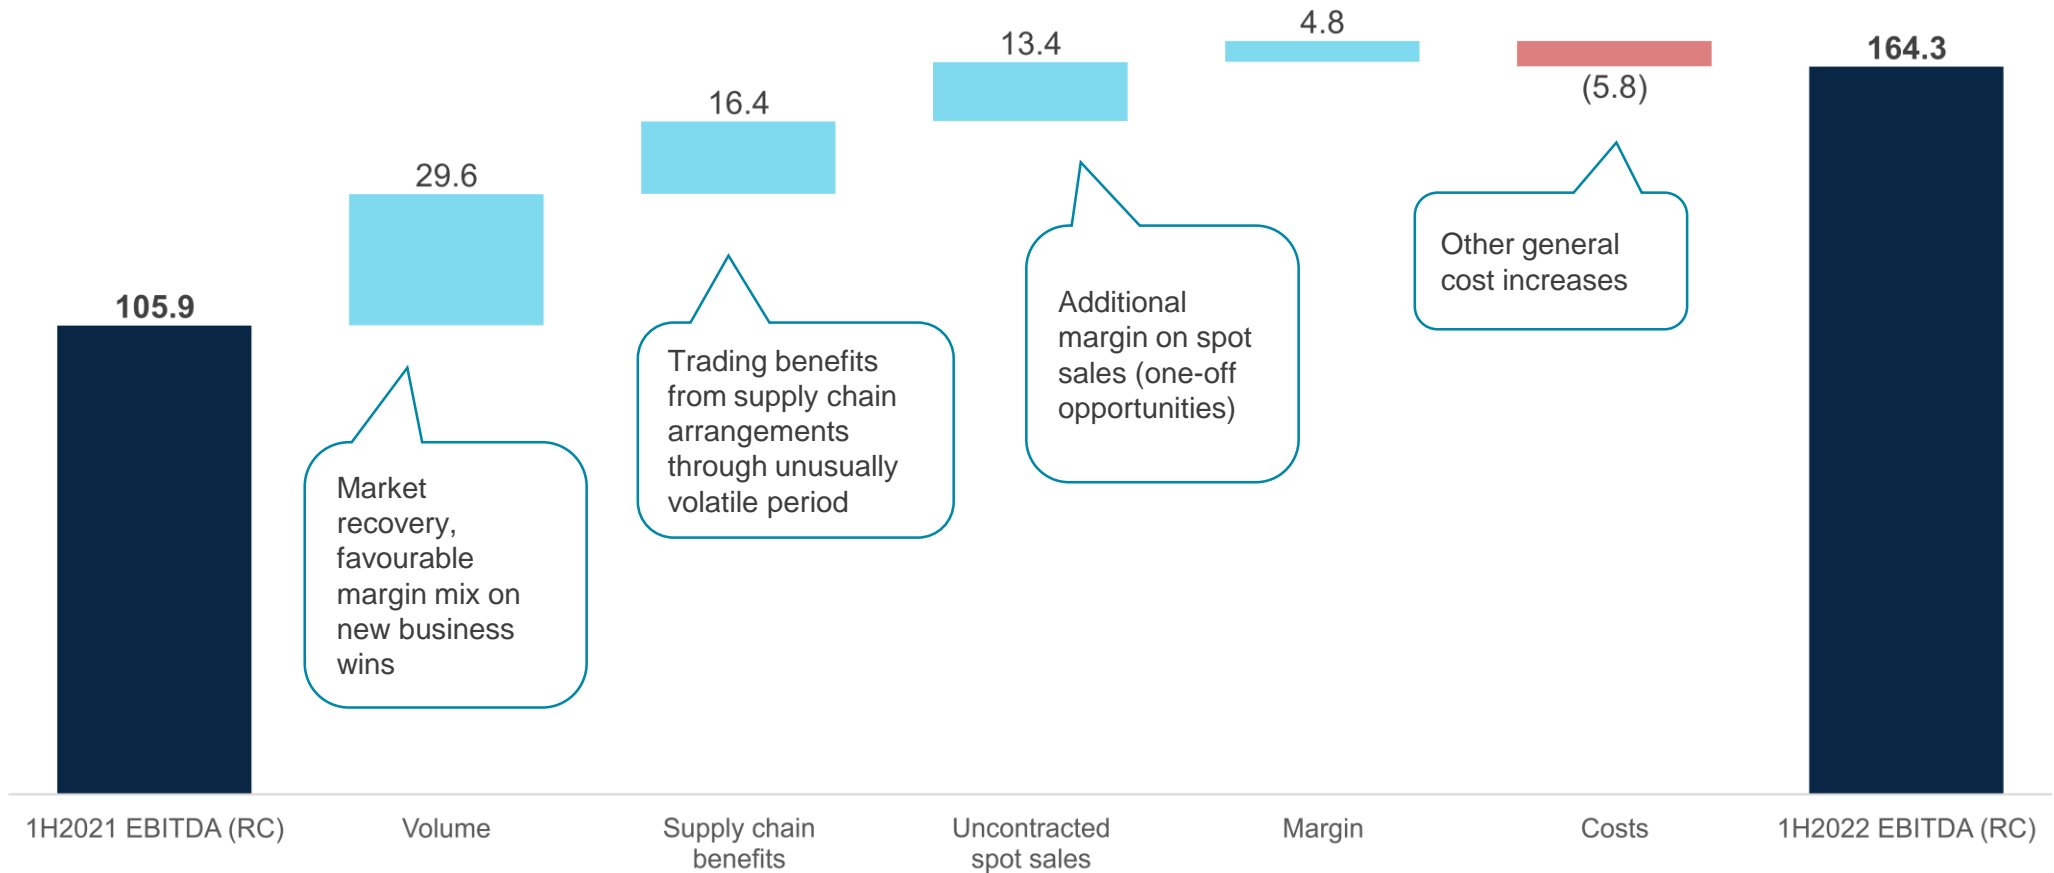 105.9
29.6
16.4
13.4
4.8
(5.8)
164.3
Market
recovery,
favourable
margin mix on
new business
wins
Trading benefits
from supply chain
arrangements
through unusually
volatile period
Additional
margin on spot
sales (one-off
opportunities)
Other general
cost increases
1H2021 EBITDA (RC)
Volume
Supply chain
benefits
Uncontracted
spot sales
Margin
Costs
1H2022 EBITDA (RC)